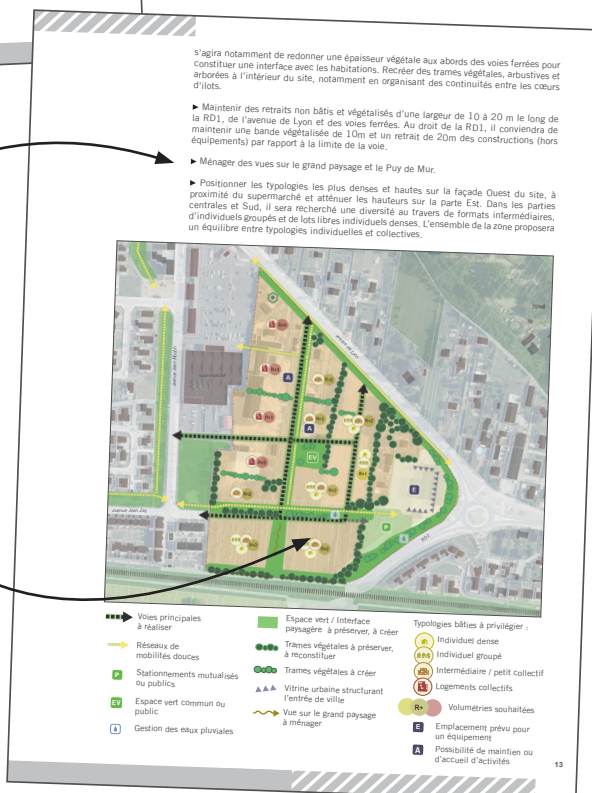 s'agira notamment de redonner une épaisseur végétale aux abords des voies ferrées pour
constituer une interface avec les habitations. Recréer des trames végétales, arbustives et
arborées à l'intérieur du site, notamment en organisant des continuités entre les cœurs
d'ilots.
► Maintenir des retraits non bâtis et végétalisés d'une largeur de 10 à 20 m le long de
la RD1, de l'avenue de Lyon et des voies ferrées. Au droit de la RD1, il conviendra de
maintenir une bande végétalisée de 10m et un retrait de 20m des constructions (hors
équipements) par rapport à la limite de la voie.
► Ménager des vues sur le grand paysage et le Puy de Mur.
► Positionner les typologies les plus denses et hautes sur la façade Ouest du site, à
proximité du supermarché et atténuer les hauteurs sur la partie Est. Dans les parties
centrales et Sud, il sera recherché une diversité au travers de formats intermédiaires,
d'individuels groupés et de lots libres individuels denses. L'ensemble de la zone proposera
un équilibre entre typologies individuelles et collectives.
avenue de Lyon
A
A
EV
E
P
avenue Jean Zay
RD1
Voies principales
à réaliser
Réseaux de
mobilités douces
P Stationnements mutualisés
ou publics
EV Espace vert commun ou
public
Gestion des eaux pluviales
Espace vert / Interface
paysagère à préserver, à créer
Trames végétales à préserver,
à reconstituer
Trames végétales à créer
Vitrine urbaine structurant
l'entrée de ville
Vue sur le grand paysage
à ménager
Typologies bâties à privilégier :
Individuel dense
Individuel groupé
Intermédiaire / petit collectif
Logements collectifs
R+ Volumétries souhaitées
E Emplacement prévu pour
un équipement
A Possibilité de maintien ou
d'accueil d'activités
13